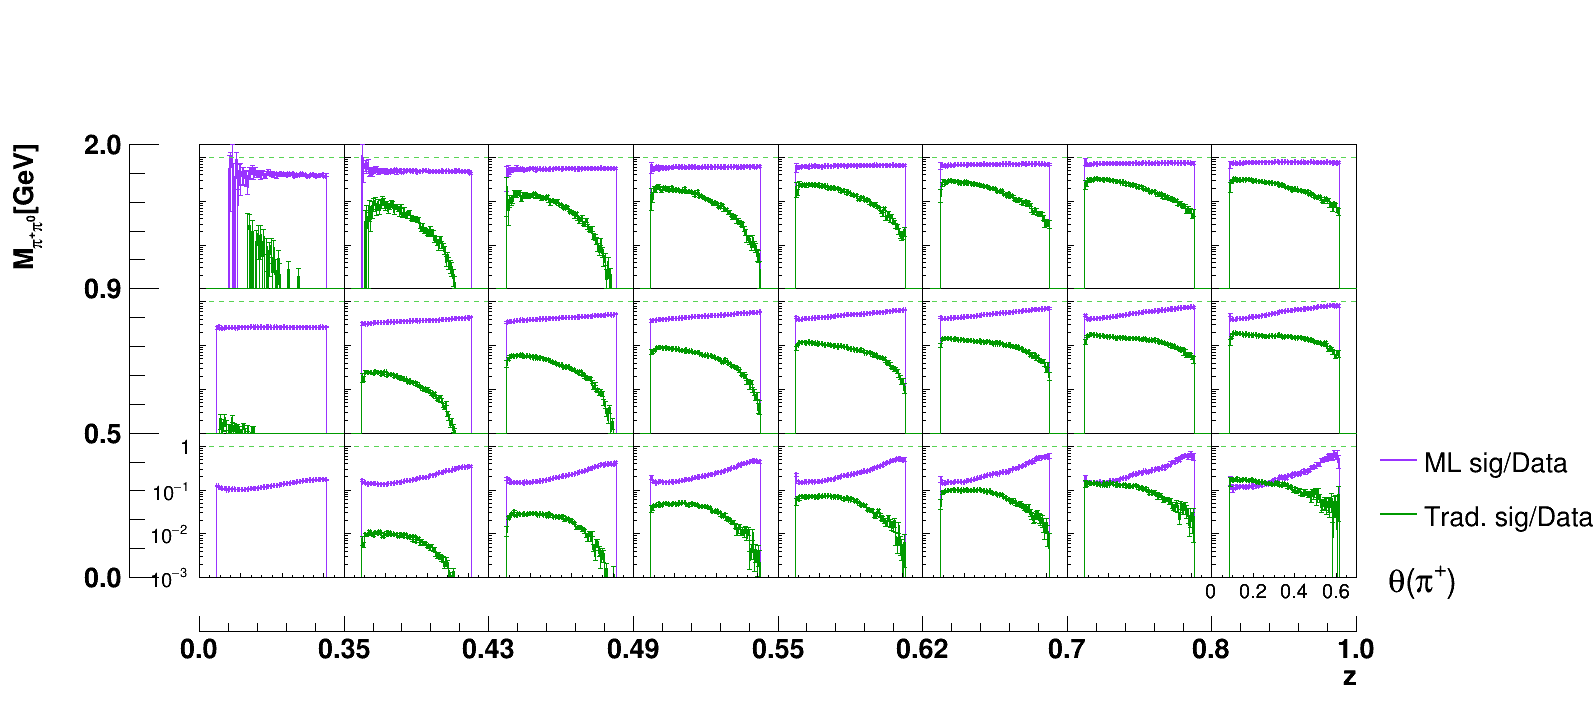 2.0
M π⁺π⁰ [GeV]
0.9
0.5
1
10⁻¹
10⁻²
0.0
10⁻³
ML sig/Data
Trad. sig/Data
θ(π⁺)
0 0.2 0.4 0.6
0.0 0.35 0.43 0.49 0.55 0.62 0.7 0.8 1.0
z